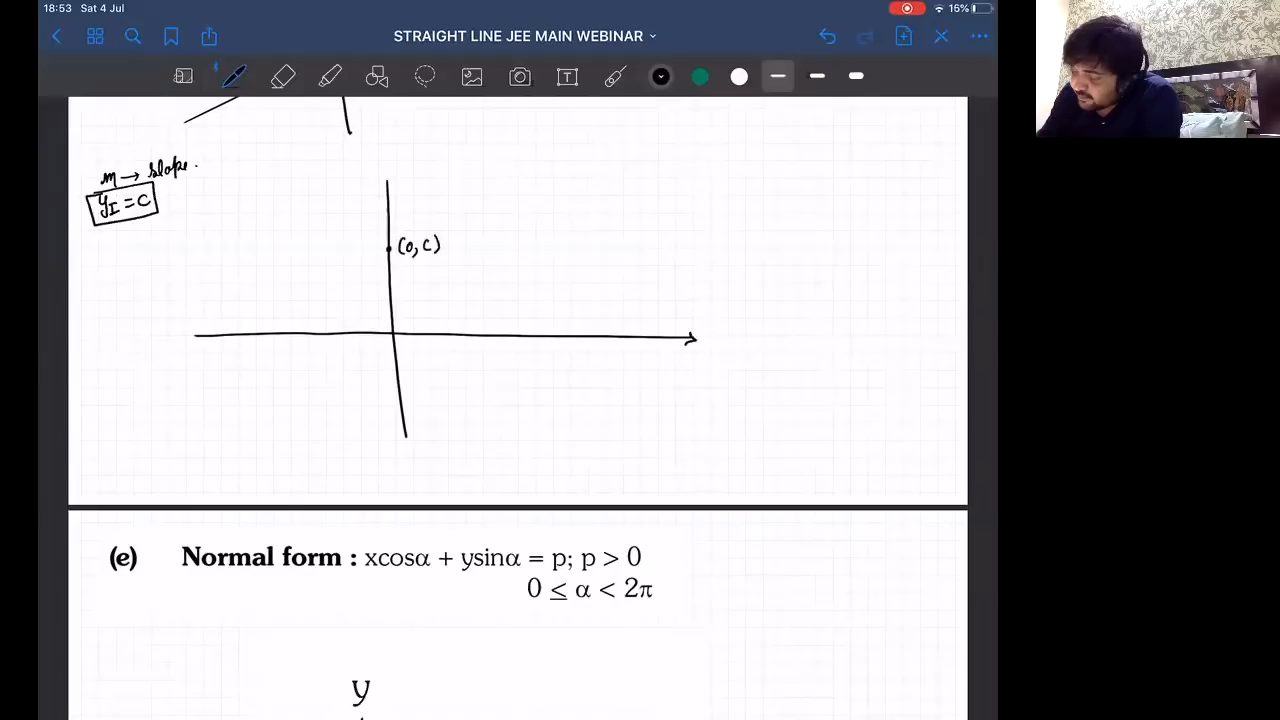 18:53 Sat 4 Jul
15%
STRAIGHT LINE JEE MAIN WEBINAR
T
m → slope.
yI = c
(0, c)
(e) Normal form : xcosα + ysinα = p; p > 0
0 ≤ α < 2π
y